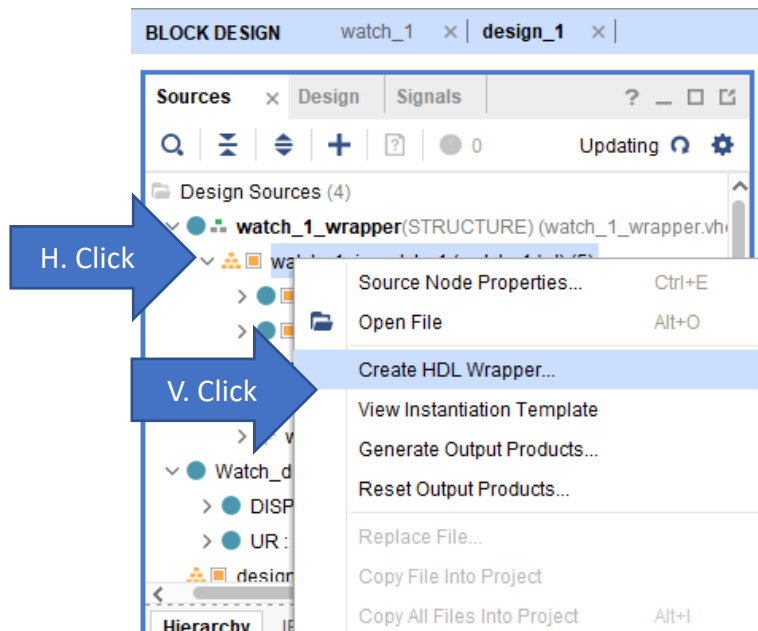 BLOCK DESIGN watch_1 × design_1 ×
Sources × Design Signals ? _
? 0 Updating
Design Sources (4)
watch_1_wrapper(STRUCTURE) (watch_1_wrapper.vh
H. Click
Source Node Properties... Ctrl+E
Open File Alt+O
Create HDL Wrapper...
V. Click
View Instantiation Template
Generate Output Products...
Watch_d
Reset Output Products...
DISP
UR :
Replace File...
design
Copy File Into Project
Hierarchy
Copy All Files Into Project Alt+I